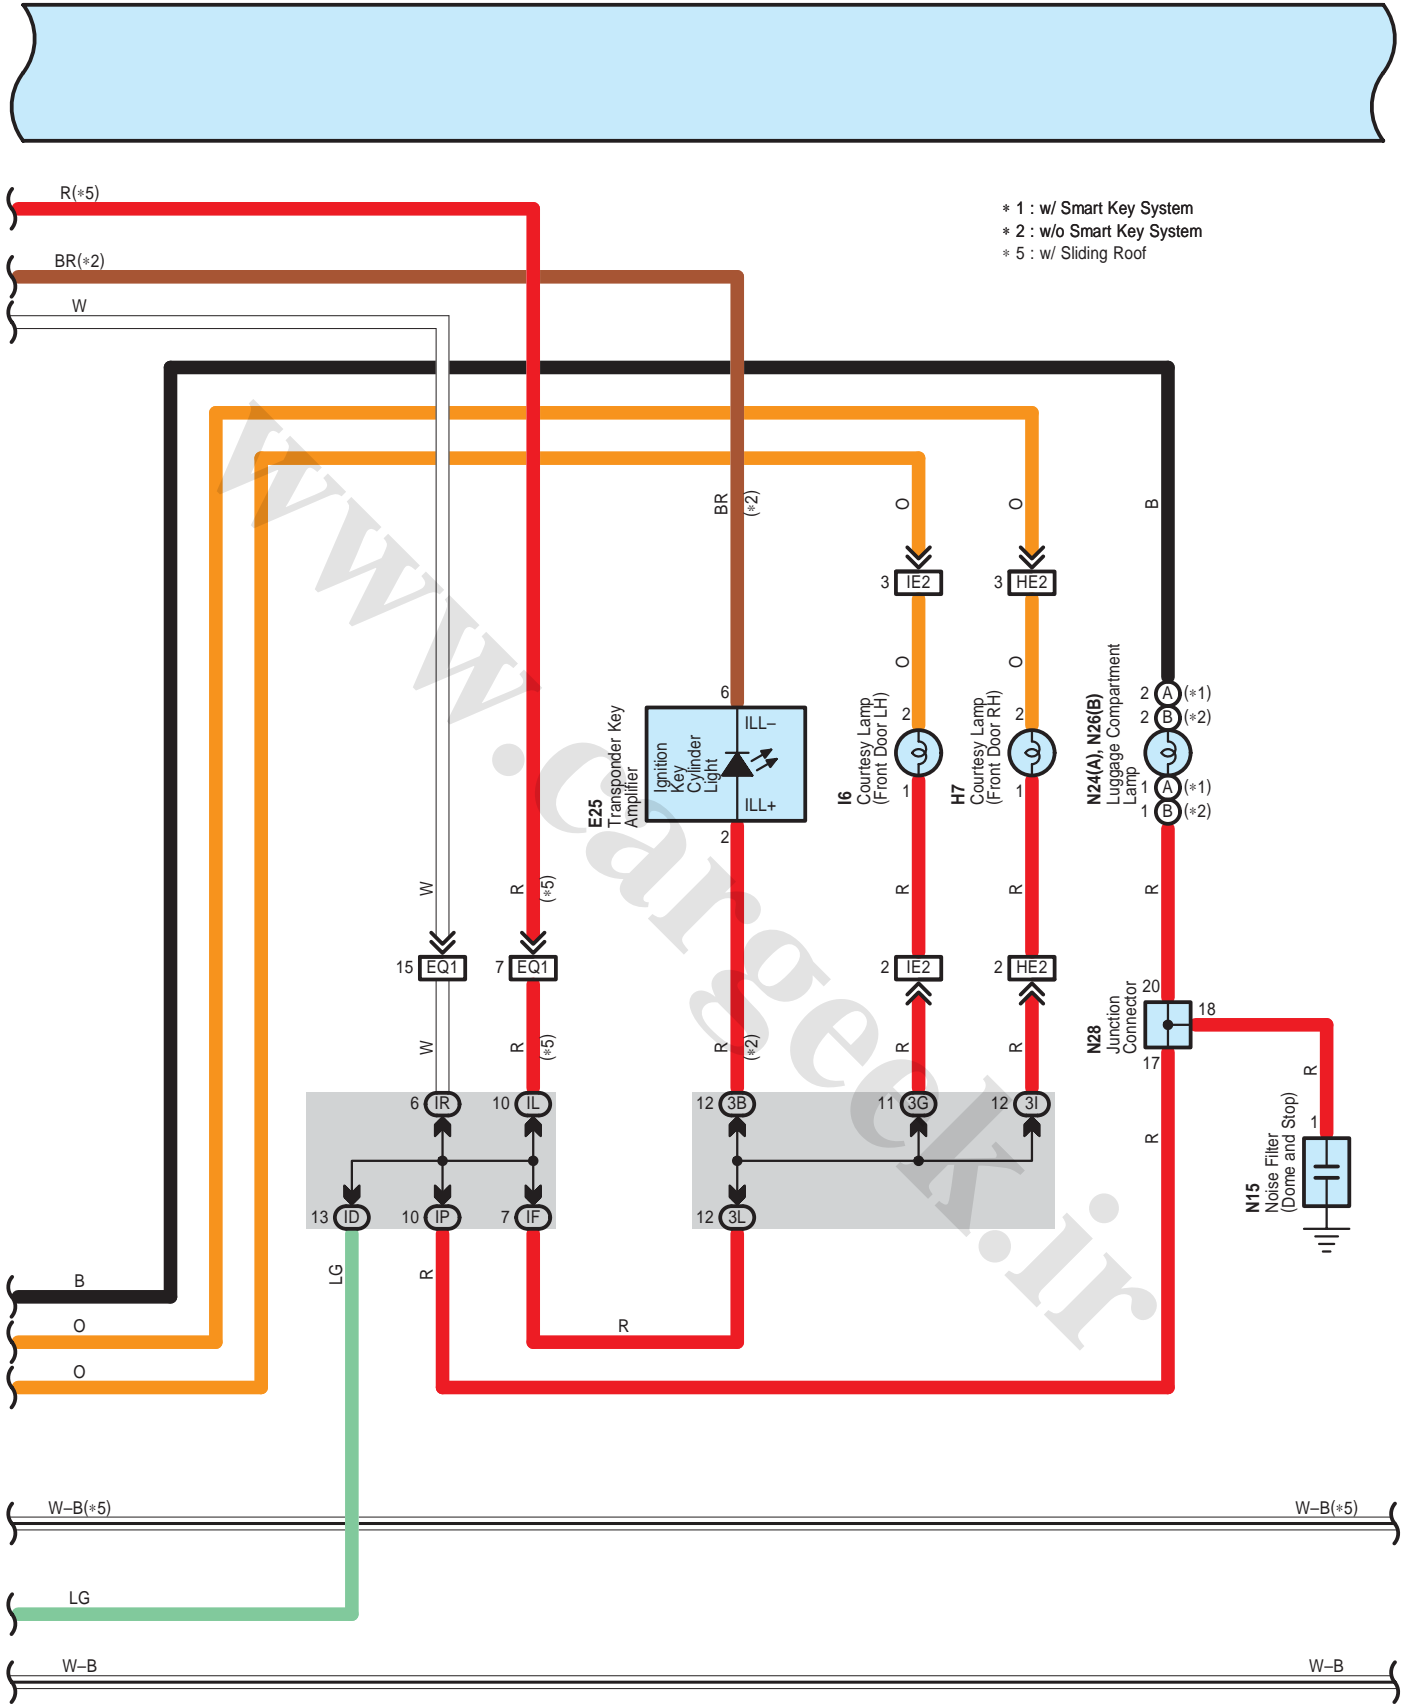 R(∗5)
∗ 1 : w/ Smart Key System
∗ 2 : w/o Smart Key System
∗ 5 : w/ Sliding Roof
BR(∗2)
W
BR
(∗2)
O
O
B
3 IE2
3 HE2
O
O
6
ILL–
ILL+
2
Ignition
Key
Cylinder
Light
E25
Transponder Key
Amplifier
2
1
I6
Courtesy Lamp
(Front Door LH)
2
1
H7
Courtesy Lamp
(Front Door RH)
N24(A), N26(B)
Luggage Compartment
Lamp
2 A (∗1)
2 B (∗2)
1 A (∗1)
1 B (∗2)
W
R
(∗5)
R
R
R
15 EQ1
7 EQ1
2 IE2
2 HE2
20
18
17
N28
Junction
Connector
W
R
(∗5)
R
(∗2)
R
R
R
6 IR
10 IL
12 3B
11 3G
12 3I
R
1
N15
Noise Filter
(Dome and Stop)
13 ID
10 IP
7 IF
12 3L
LG
R
B
O
R
O
W–B(∗5)
W–B(∗5)
LG
W–B
W–B
www.cargeek.ir